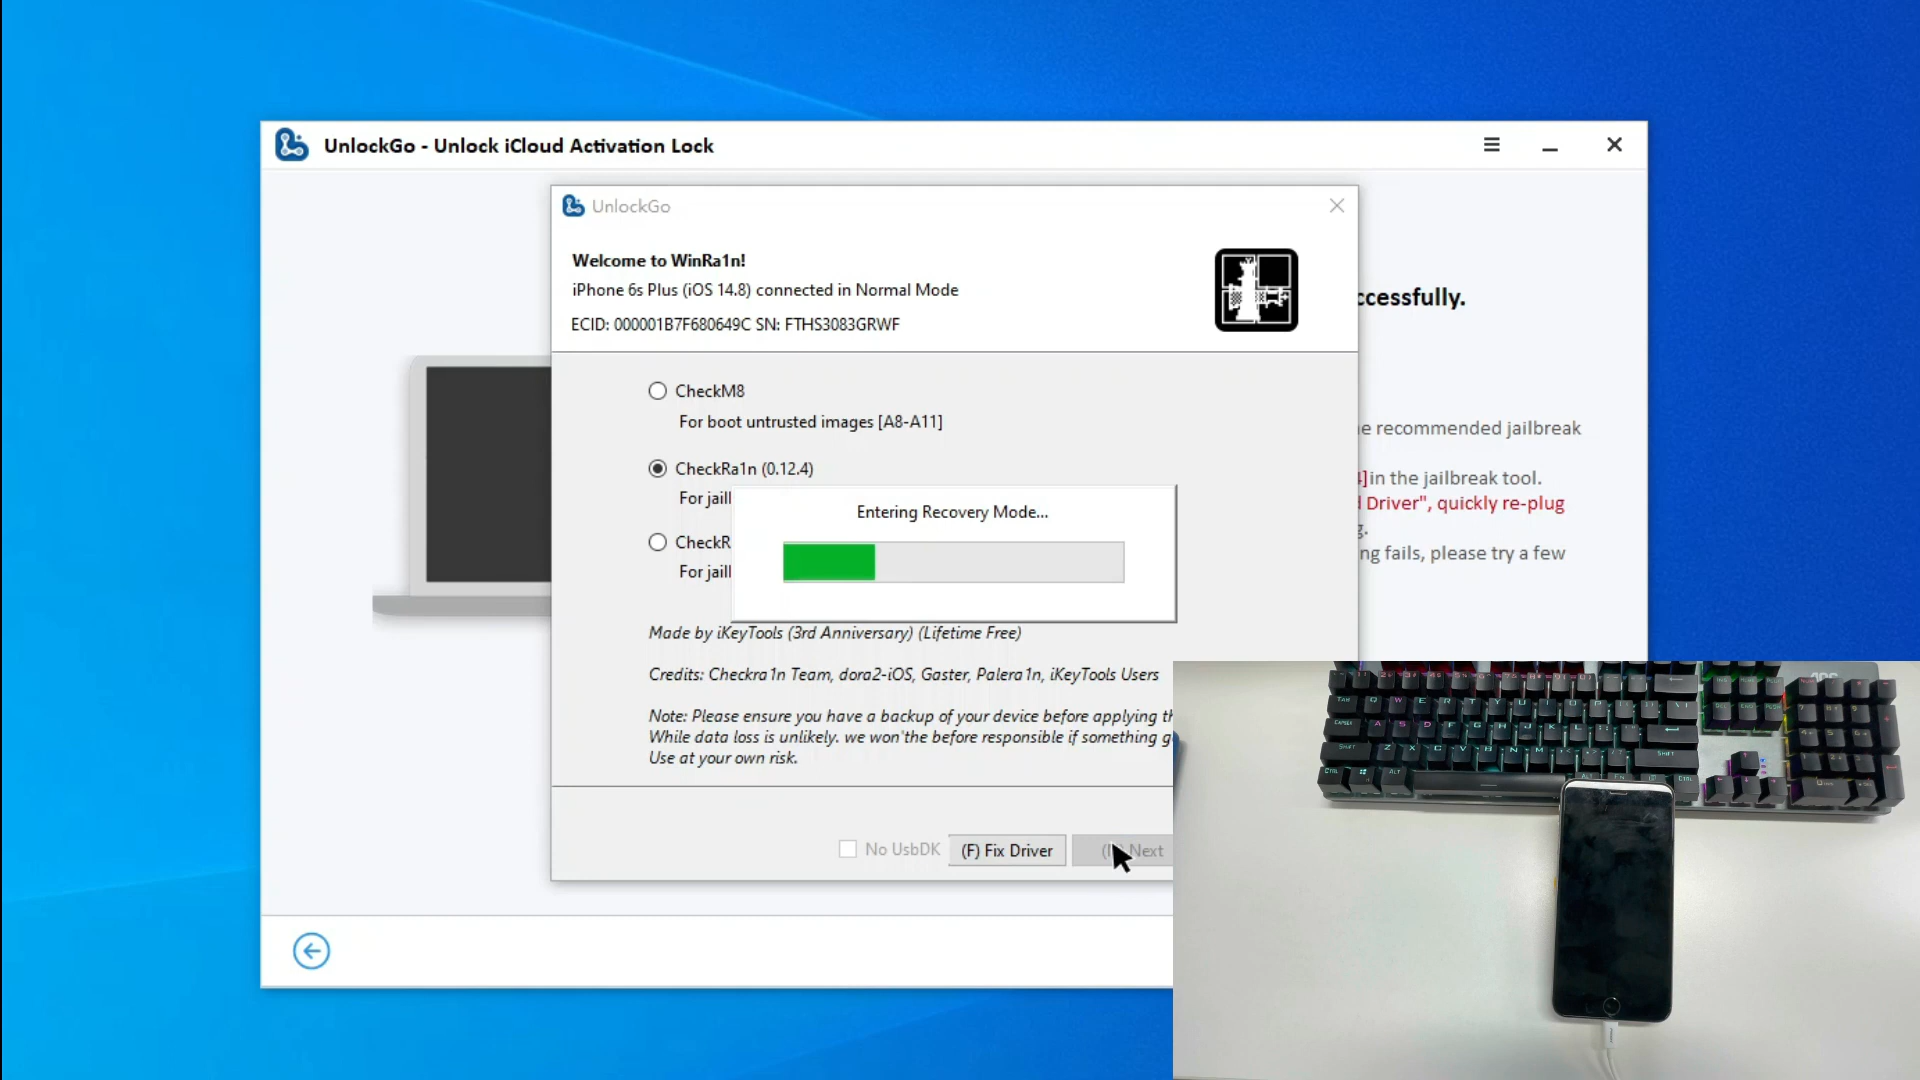 UnlockGo - Unlock iCloud Activation Lock
UnlockGo
Welcome to WinRa1n!
iPhone 6s Plus (iOS 14.8) connected in Normal Mode
ECID: 000001B7F680649C SN: FTHS3083GRWF
ccessfully.
CheckM8
For boot untrusted images [A8-A11]
e recommended jailbreak
CheckRa1n (0.12.4)
4]in the jailbreak tool.
For jail
d Driver", quickly re-plug
Entering Recovery Mode...
g.
CheckR
ng fails, please try a few
For jail
Made by iKeyTools (3rd Anniversary) (Lifetime Free)
Credits: Checkra1n Team, dora2-iOS, Gaster, Palera1n, iKeyTools Users
Note: Please ensure you have a backup of your device before applying th
While data loss is unlikely. we won'the before responsible if something g
Use at your own risk.
No UsbDK
(F) Fix Driver
Next